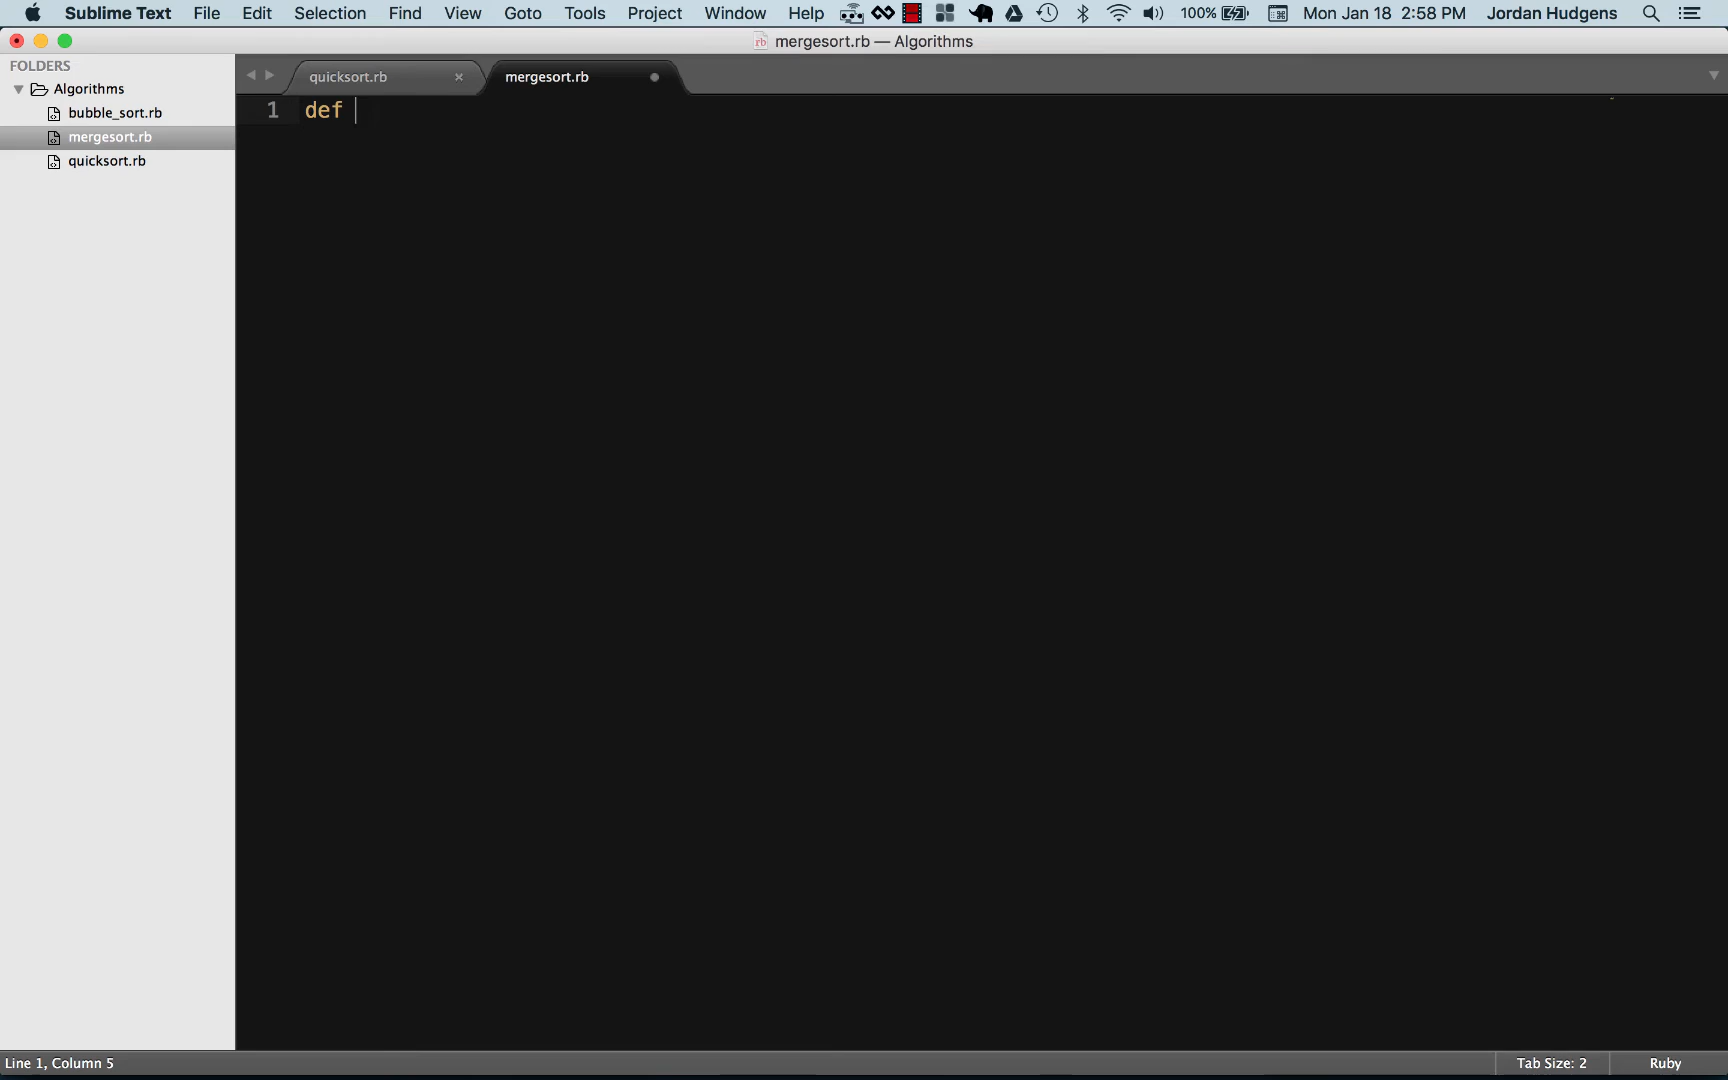 Sublime Text File Edit Selection Find View Goto Tools Project Window Help 100% Mon Jan 18 2:58 PM Jordan Hudgens
rb mergesort.rb — Algorithms
FOLDERS
Algorithms
bubble_sort.rb
mergesort.rb
quicksort.rb
quicksort.rb × mergesort.rb
1 def
Line 1, Column 5 Tab Size: 2 Ruby